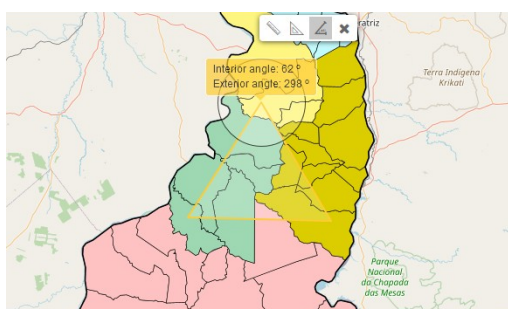 ratriz
Interior angle: 62 º
Exterior angle: 298 º
Terra Indígena
Krikati
Parque
Nacional
da Chapada
das Mesas